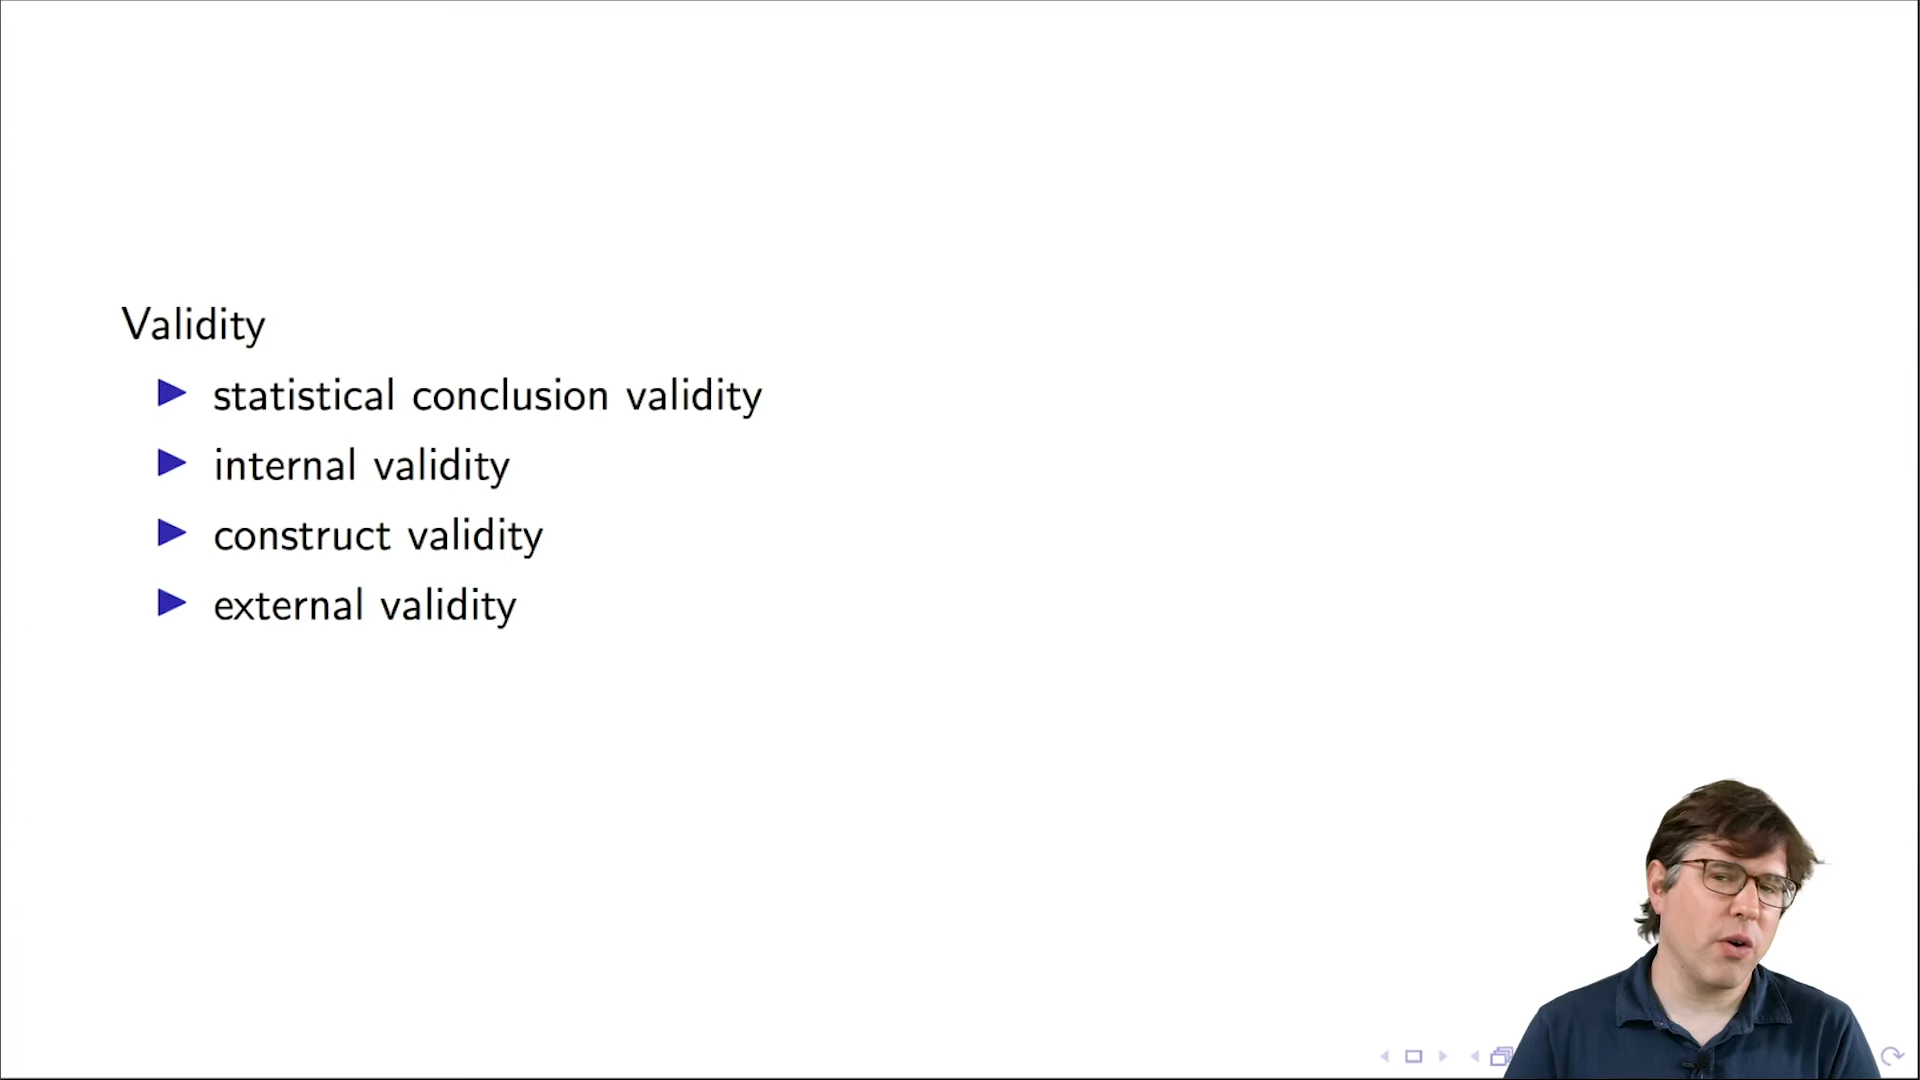 Validity
statistical conclusion validity
internal validity
construct validity
external validity